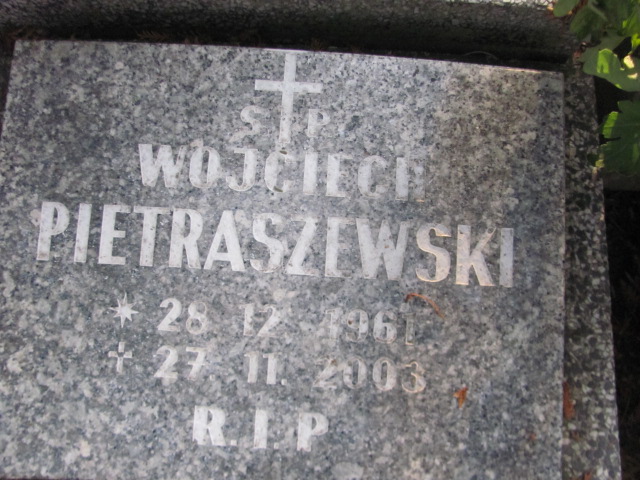 Ś P
WOJCIECH
PIETRASZEWSKI
28 12. 1961
27 11. 2003
R.I.P